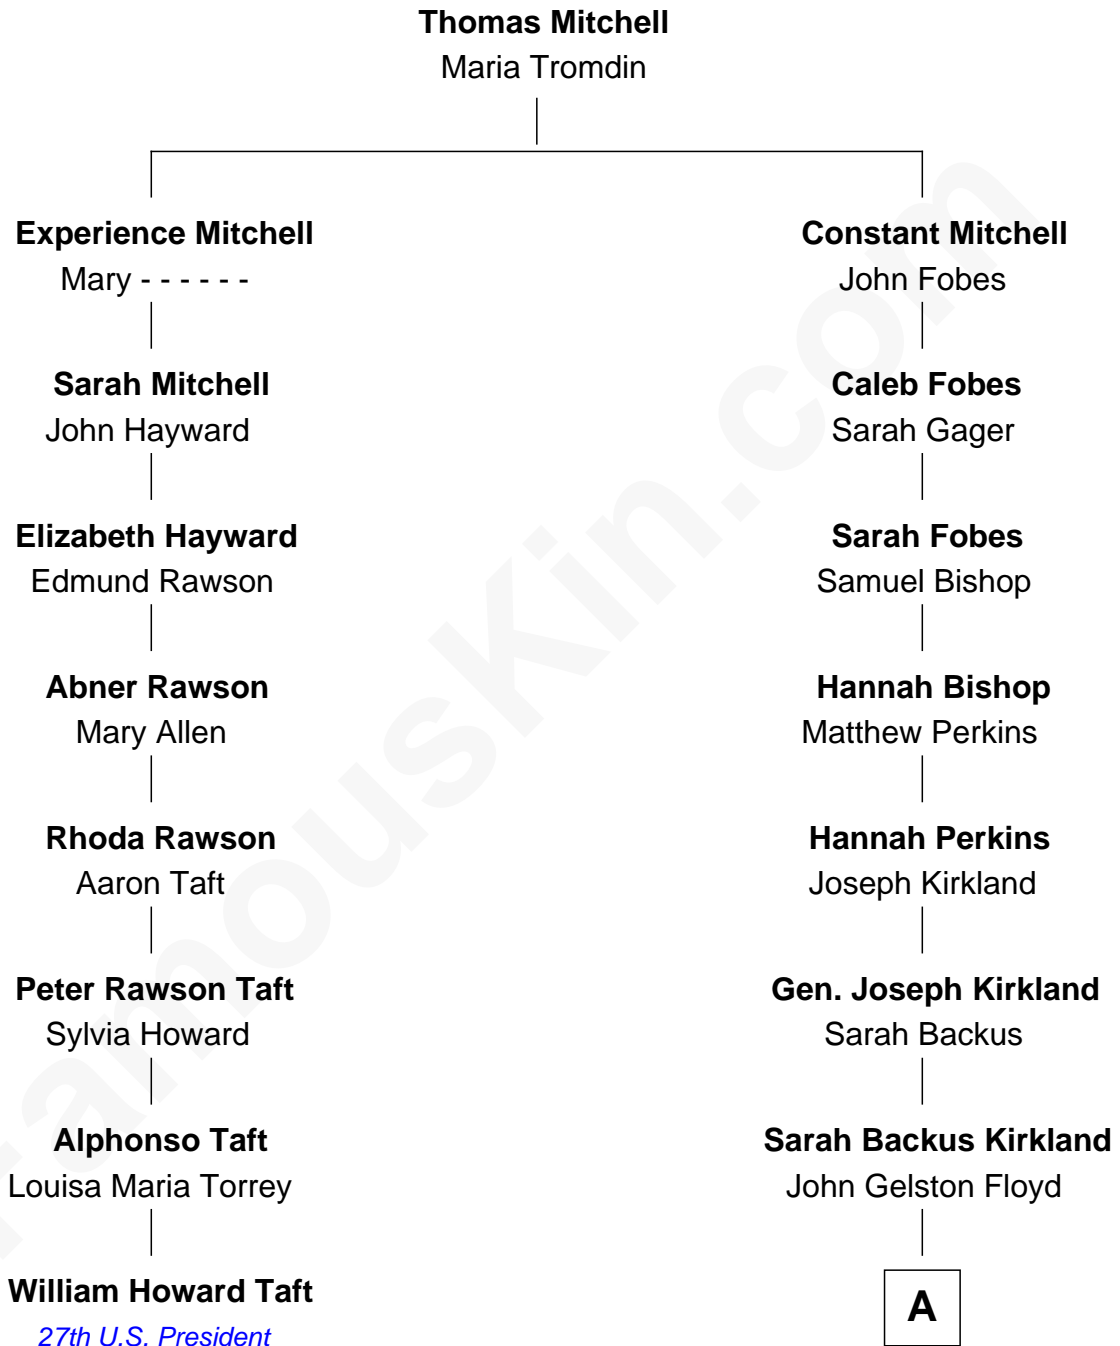 Thomas Mitchell
Maria Tromdin
Experience Mitchell
Mary - - - - - -
Constant Mitchell
John Fobes
Sarah Mitchell
John Hayward
Caleb Fobes
Sarah Gager
Elizabeth Hayward
Edmund Rawson
Sarah Fobes
Samuel Bishop
Abner Rawson
Mary Allen
Hannah Bishop
Matthew Perkins
Rhoda Rawson
Aaron Taft
Hannah Perkins
Joseph Kirkland
Peter Rawson Taft
Sylvia Howard
Gen. Joseph Kirkland
Sarah Backus
Alphonso Taft
Louisa Maria Torrey
Sarah Backus Kirkland
John Gelston Floyd
William Howard Taft
27th U.S. President
A
FamousKin.com